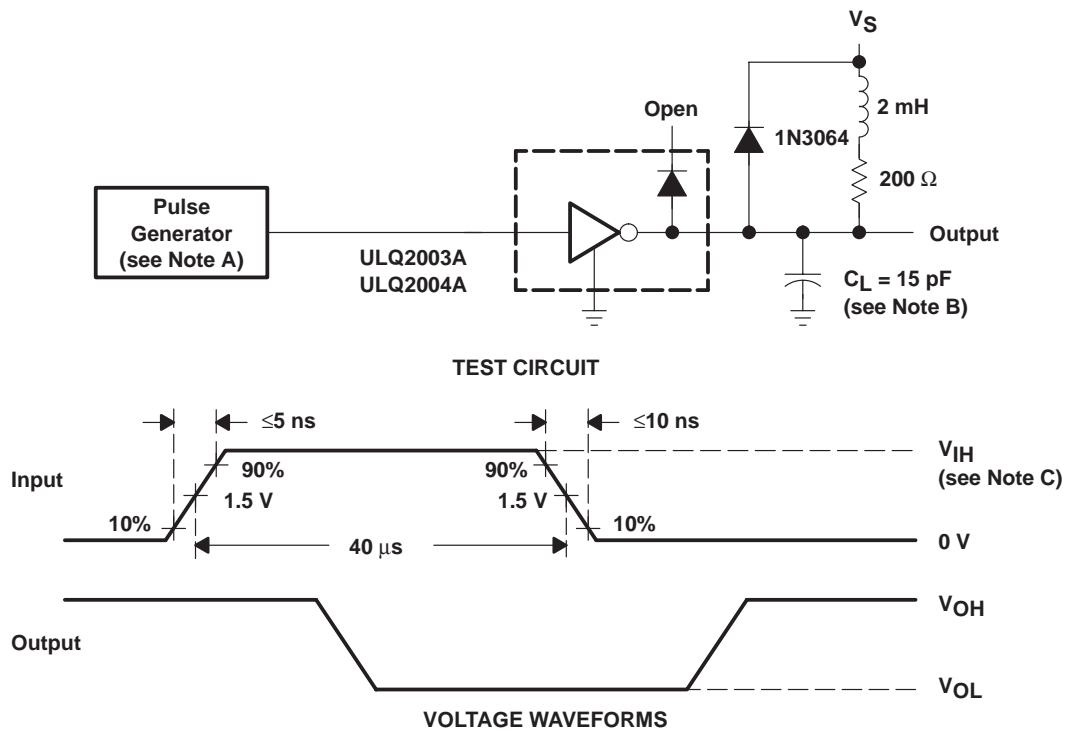 VS
2 mH
Open
1N3064
200 Ω
Pulse
Generator
(see Note A)
Output
ULQ2003A
ULQ2004A
CL = 15 pF
(see Note B)
TEST CIRCUIT
≤5 ns
≤10 ns
VIH
(see Note C)
90%
90%
Input
1.5 V
1.5 V
10%
10%
40 μs
0 V
VOH
Output
VOL
VOLTAGE WAVEFORMS